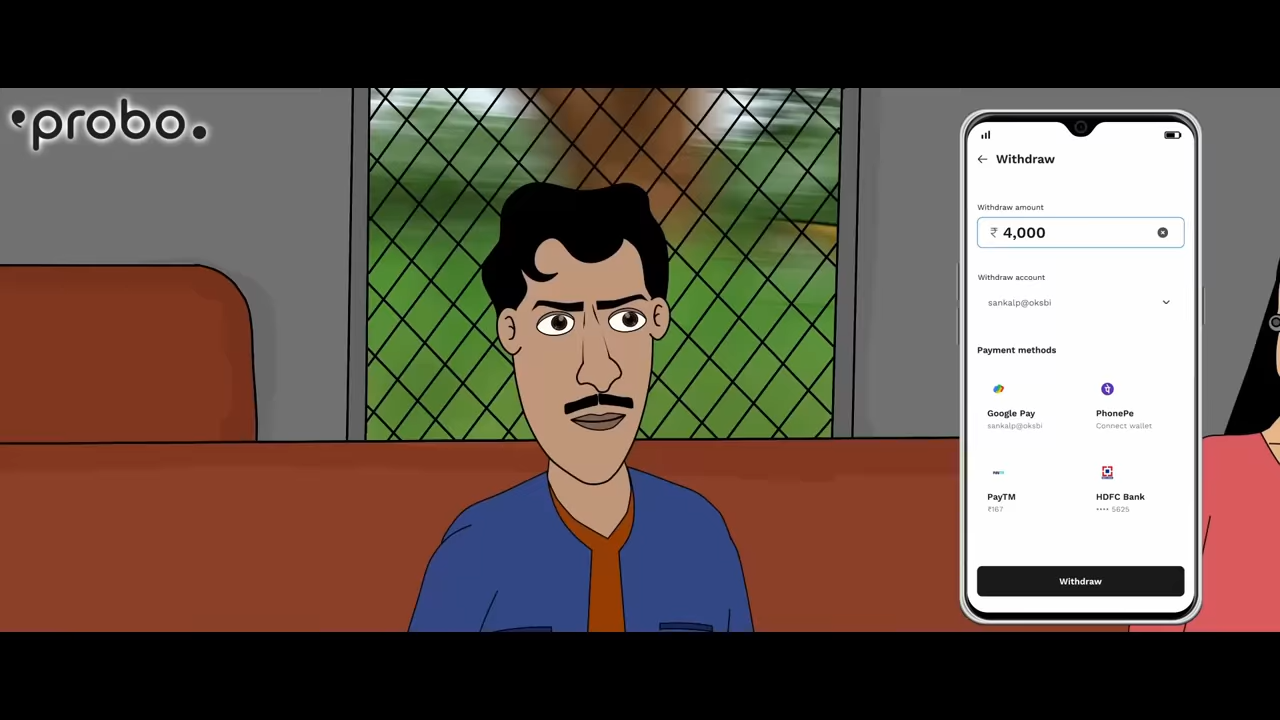 probo.
Withdraw
Withdraw amount
₹ 4,000
Withdraw account
sankalp@oksbi
Payment methods
Google Pay
sankalp@oksbi
PhonePe
Connect wallet
PayTM
₹167
HDFC Bank
•••• 5625
Withdraw